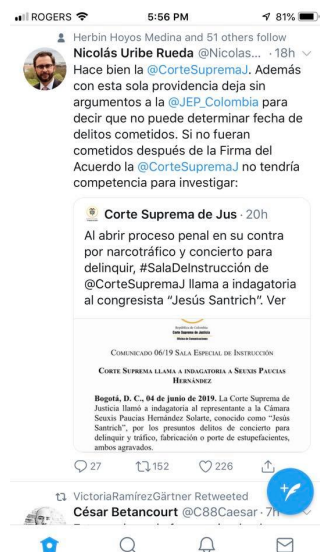 ROGERS 5:56 PM 81%
Herbin Hoyos Medina and 51 others follow
Nicolás Uribe Rueda @Nicolas... · 18h
Hace bien la @CorteSupremaJ. Además
con esta sola providencia deja sin
argumentos a la @JEP_Colombia para
decir que no puede determinar fecha de
delitos cometidos. Si no fueran
cometidos después de la Firma del
Acuerdo la @CorteSupremaJ no tendría
competencia para investigar:
Corte Suprema de Jus · 20h
Al abrir proceso penal en su contra
por narcotráfico y concierto para
delinquir, #SalaDeInstrucción de
@CorteSupremaJ llama a indagatoria
al congresista “Jesús Santrich”. Ver
República de Colombia
Corte Suprema de Justicia
COMUNICADO 06/19 SALA ESPECIAL DE INSTRUCCIÓN
CORTE SUPREMA LLAMA A INDAGATORIA A SEUXIS PAUCIAS
HERNÁNDEZ
Bogotá, D. C., 04 de junio de 2019. La Corte Suprema de
Justicia llamó a indagatoria al representante a la Cámara
Seuxis Paucias Hernández Solarte, conocido como “Jesús
Santrich”, por los presuntos delitos de concierto para
delinquir y tráfico, fabricación o porte de estupefacientes,
ambos agravados.
27 152 226
VictoriaRamírezGärtner Retweeted
César Betancourt @C88Caesar · 7h